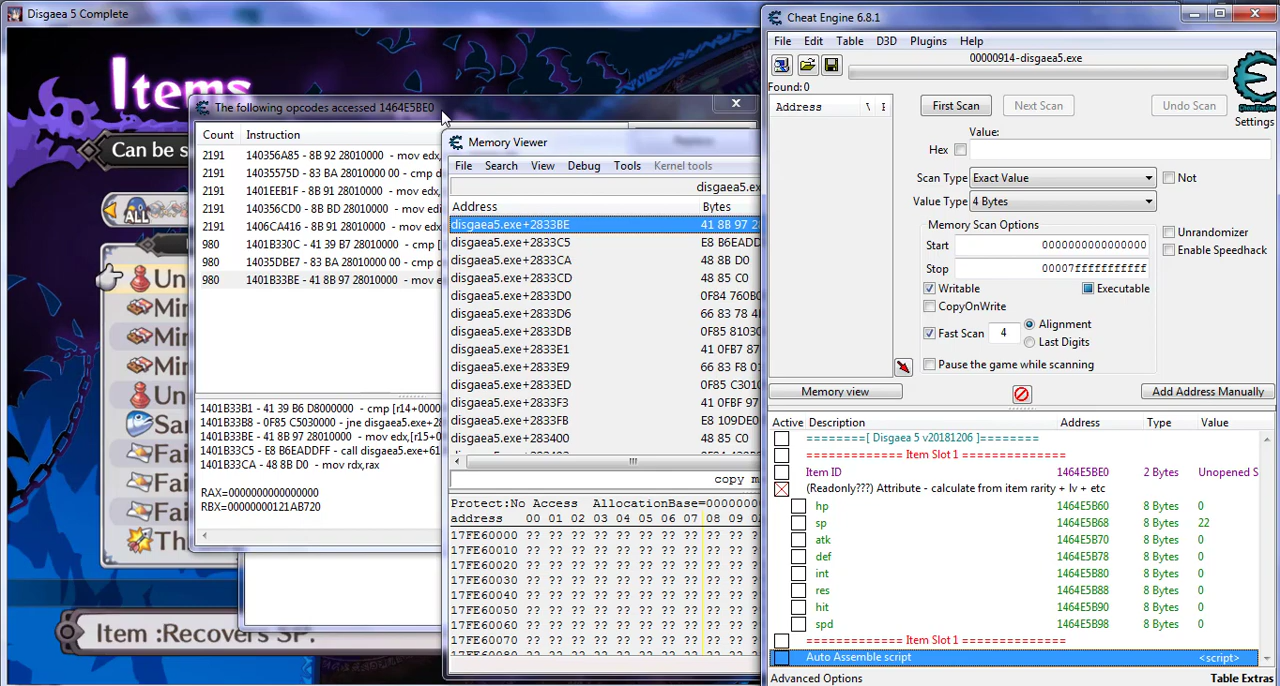 Disgaea 5 Complete
Items
Can be s
ALL
Un
Min
Min
Min
Un
Sar
Fai
Fai
Fai
Th
Item :Recovers SP.
The following opcodes accessed 1464E5BE0
Count Instruction
2191 140356A85 - 8B 92 28010000 - mov edx,
2191 14035575D - 83 BA 28010000 00 - cmp d
2191 1401EEB1F - 8B 91 28010000 - mov edx,
2191 140356CD0 - 8B BD 28010000 - mov edi,
2191 1406CA416 - 8B 91 28010000 - mov edx,
980 1401B330C - 41 39 B7 28010000 - cmp [
980 14035DBE7 - 83 BA 28010000 00 - cmp d
980 1401B33BE - 41 8B 97 28010000 - mov e
1401B33B1 - 41 39 B6 D8000000 - cmp [r14+0000
1401B33B8 - 0F85 C5030000 - jne disgaea5.exe+28
1401B33BE - 41 8B 97 28010000 - mov edx,[r15+0
1401B33C5 - E8 B6EADDFF - call disgaea5.exe+61
1401B33CA - 48 8B D0 - mov rdx,rax
RAX=0000000000000000
RBX=0000000121AB720
Memory Viewer
File Search View Debug Tools Kernel tools
disgaea5.ex
Address Bytes
disgaea5.exe+2833BE 41 8B 97 2
disgaea5.exe+2833C5 E8 B6EADD
disgaea5.exe+2833CA 48 8B D0
disgaea5.exe+2833CD 48 85 C0
disgaea5.exe+2833D0 0F84 760B0
disgaea5.exe+2833D6 66 83 78 4
disgaea5.exe+2833DB 0F85 81030
disgaea5.exe+2833E1 41 0FB7 87
disgaea5.exe+2833E9 66 83 F8 01
disgaea5.exe+2833ED 0F85 C3010
disgaea5.exe+2833F3 41 0FBF 97
disgaea5.exe+2833FB E8 109DE0
disgaea5.exe+283400 48 85 C0
copy m
Protect:No Access AllocationBase=0000000
address 00 01 02 03 04 05 06 07 08 09 0
17FE60000 ?? ?? ?? ?? ?? ?? ?? ?? ?? ?? ?
17FE60010 ?? ?? ?? ?? ?? ?? ?? ?? ?? ?? ?
17FE60020 ?? ?? ?? ?? ?? ?? ?? ?? ?? ?? ?
17FE60030 ?? ?? ?? ?? ?? ?? ?? ?? ?? ?? ?
17FE60040 ?? ?? ?? ?? ?? ?? ?? ?? ?? ?? ?
17FE60050 ?? ?? ?? ?? ?? ?? ?? ?? ?? ?? ?
17FE60060 ?? ?? ?? ?? ?? ?? ?? ?? ?? ?? ?
17FE60070 ?? ?? ?? ?? ?? ?? ?? ?? ?? ?? ?
Cheat Engine 6.8.1
File Edit Table D3D Plugins Help
00000914-disgaea5.exe
Found:0
Address V F
First Scan Next Scan Undo Scan
Cheat Engine
Settings
Value:
Hex
Scan Type Exact Value Not
Value Type 4 Bytes
Memory Scan Options
Start 0000000000000000
Stop 00007fffffffffff
Unrandomizer
Enable Speedhack
Writable Executable
CopyOnWrite
Fast Scan 4 Alignment
Last Digits
Pause the game while scanning
Memory view Add Address Manually
Active Description Address Type Value
========[ Disgaea 5 v20181206 ]========
============= Item Slot 1 =============
Item ID 1464E5BE0 2 Bytes Unopened S
(Readonly???) Attribute - calculate from item rarity + lv + etc
hp 1464E5B60 8 Bytes 0
sp 1464E5B68 8 Bytes 22
atk 1464E5B70 8 Bytes 0
def 1464E5B78 8 Bytes 0
int 1464E5B80 8 Bytes 0
res 1464E5B88 8 Bytes 0
hit 1464E5B90 8 Bytes 0
spd 1464E5B98 8 Bytes 0
============= Item Slot 1 =============
Auto Assemble script <script>
Advanced Options Table Extras